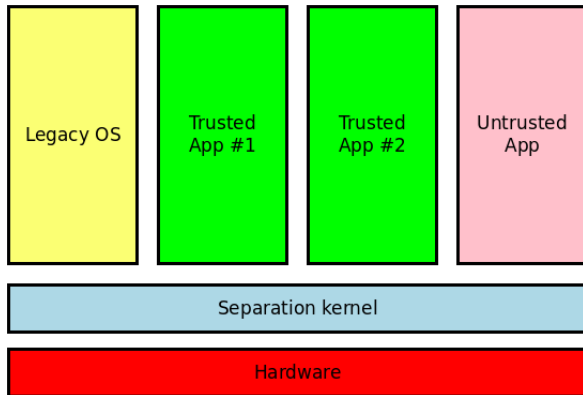 Legacy OS
Trusted
App #1
Trusted
App #2
Untrusted
App
Separation kernel
Hardware